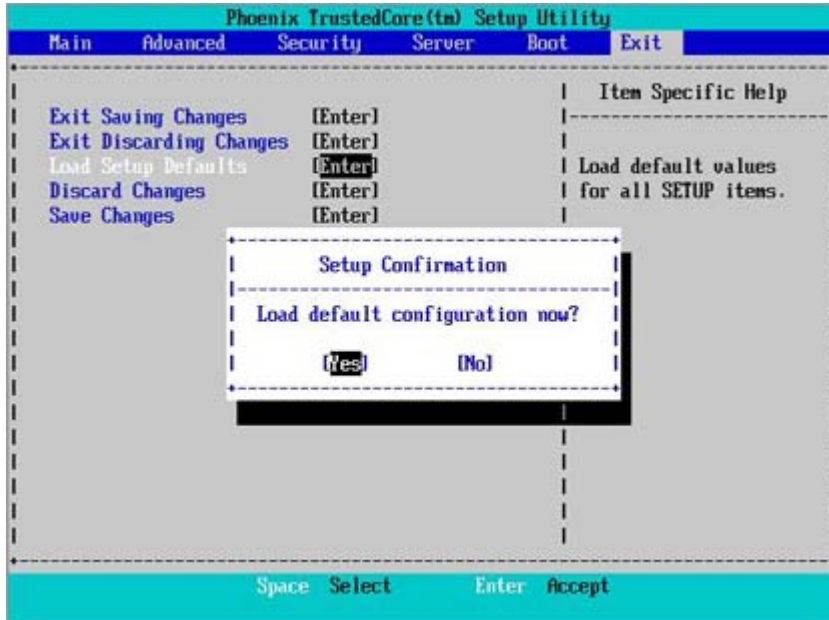 Phoenix TrustedCore(tm) Setup Utility
Main Advanced Security Server Boot Exit
Item Specific Help
Exit Saving Changes [Enter]
Exit Discarding Changes [Enter]
Load Setup Defaults [Enter]
Discard Changes [Enter]
Save Changes [Enter]
Load default values
for all SETUP items.
Setup Confirmation
Load default configuration now?
[Yes] [No]
Space Select Enter Accept